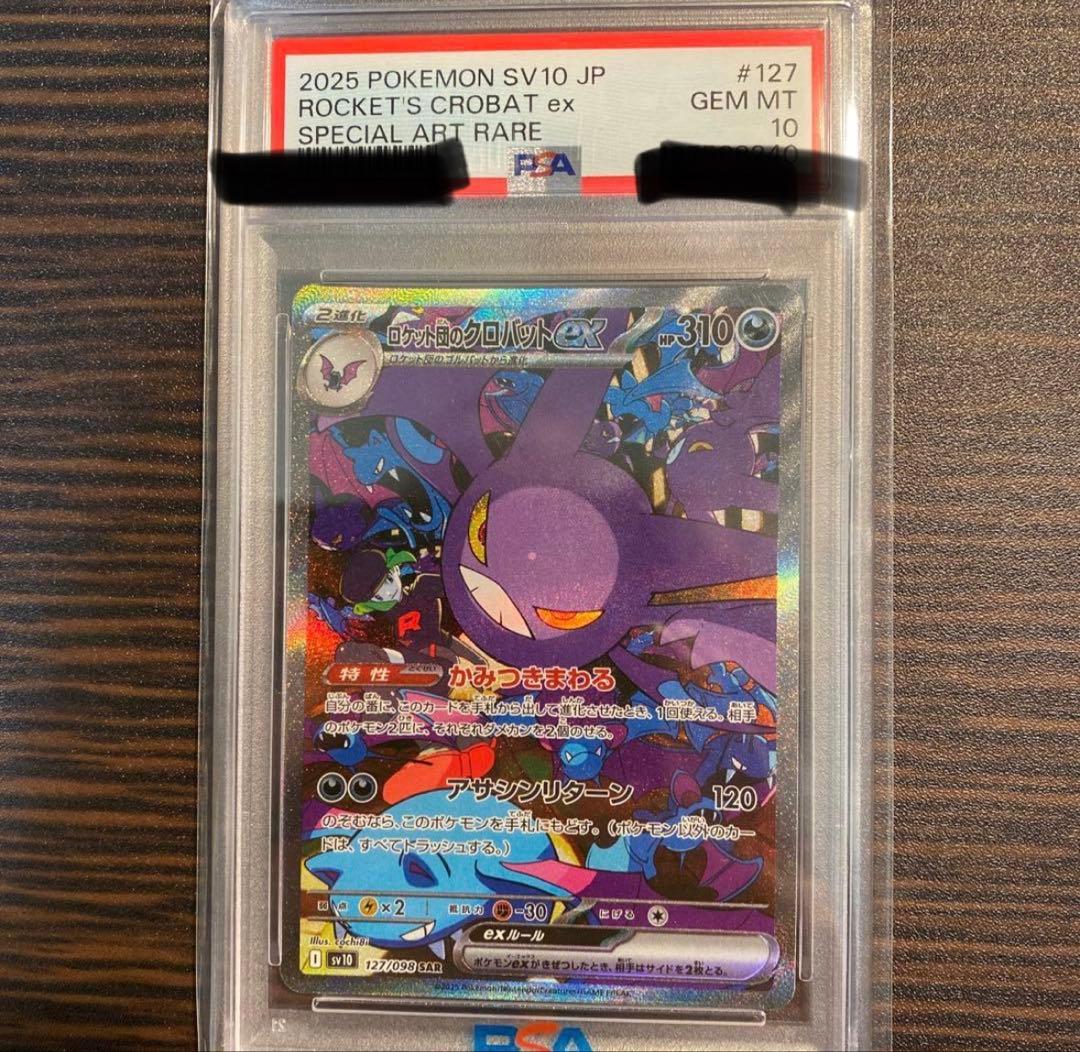 2025 POKEMON SV10 JP #127
ROCKET'S CROBAT ex GEM MT
SPECIAL ART RARE 10
PSA
2進化
ロケット団のクロバットex HP310
ロケット団のゴルバットから進化
特性 かみつきまわる
自分の番に、このカードを手札から出して進化させたとき、1回使える。相手
のポケモン2匹に、それぞれダメカンを2個のせる。
アサシンリターン 120
のぞむなら、このポケモンを手札にもどす。(ポケモン以外のカー
ドは、すべてトラッシュする。)
弱点 ×2 抵抗力 -30 にげる
exルール
ポケモンexがきぜつしたとき、相手はサイドを2枚とる。
Illus. cochi8i
I sv10 127/098 SAR
©2025 Pokémon/Nintendo/Creatures/GAME FREAK
PSA